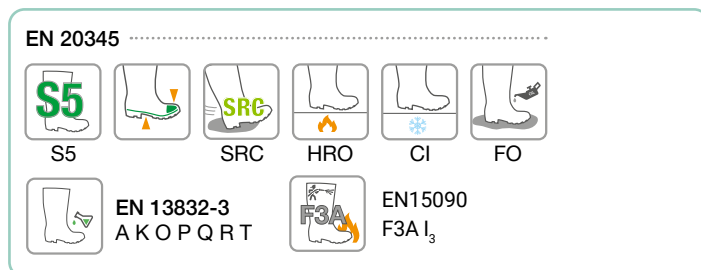 EN 20345
S5
SRC
S5
SRC
HRO
CI
FO
EN 13832-3
A K O P Q R T
F3A
EN15090
F3A I₃